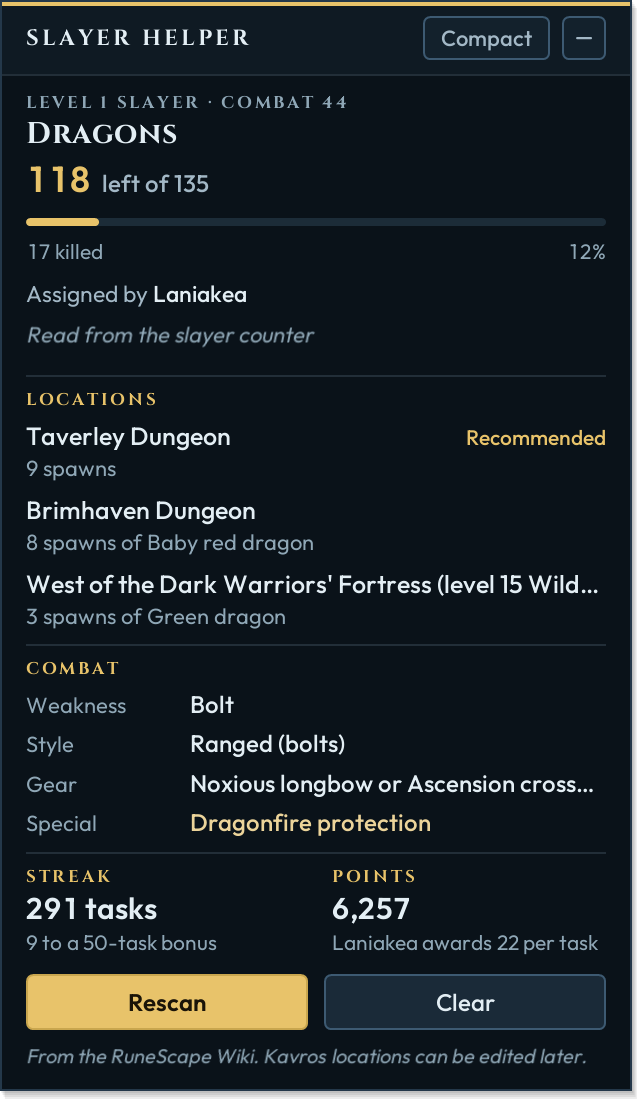 SLAYER HELPER
Compact
–
LEVEL 1 SLAYER · COMBAT 44
DRAGONS
118 left of 135
17 killed 12%
Assigned by Laniakea
Read from the slayer counter
LOCATIONS
Taverley Dungeon Recommended
9 spawns
Brimhaven Dungeon
8 spawns of Baby red dragon
West of the Dark Warriors' Fortress (level 15 Wild...
3 spawns of Green dragon
COMBAT
Weakness Bolt
Style Ranged (bolts)
Gear Noxious longbow or Ascension cross...
Special Dragonfire protection
STREAK POINTS
291 tasks 6,257
9 to a 50-task bonus Laniakea awards 22 per task
Rescan Clear
From the RuneScape Wiki. Kavros locations can be edited later.